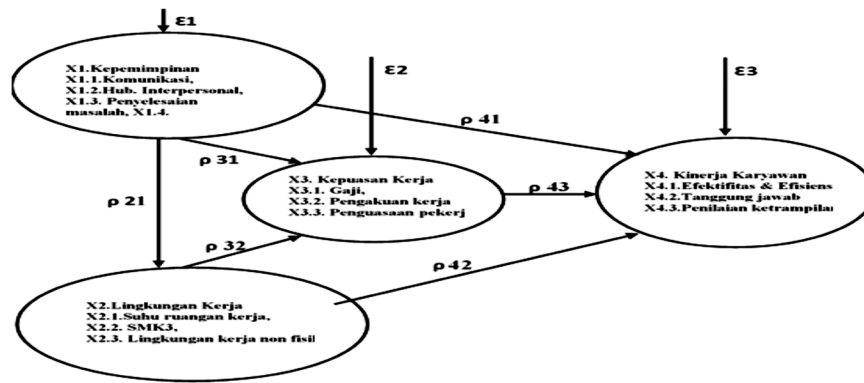 ε1
X1.Kepemimpinan
X1.1.Komunikasi,
X1.2.Hub. Interpersonal,
X1.3. Penyelesaian
masalah, X1.4.
ε2
ε3
ρ 41
ρ 31
X3. Kepuasan Kerja
X3.1. Gaji,
X3.2. Pengakuan kerja
X3.3. Penguasaan pekerj
ρ 43
X4. Kinerja Karyawan
X4.1.Efektifitas & Efisiens
X4.2.Tanggung jawab
X4.3.Penilaian ketrampilan
ρ 21
ρ 32
ρ 42
X2.Lingkungan Kerja
X2.1.Suhu ruangan kerja,
X2.2. SMK3,
X2.3. Lingkungan kerja non fisik